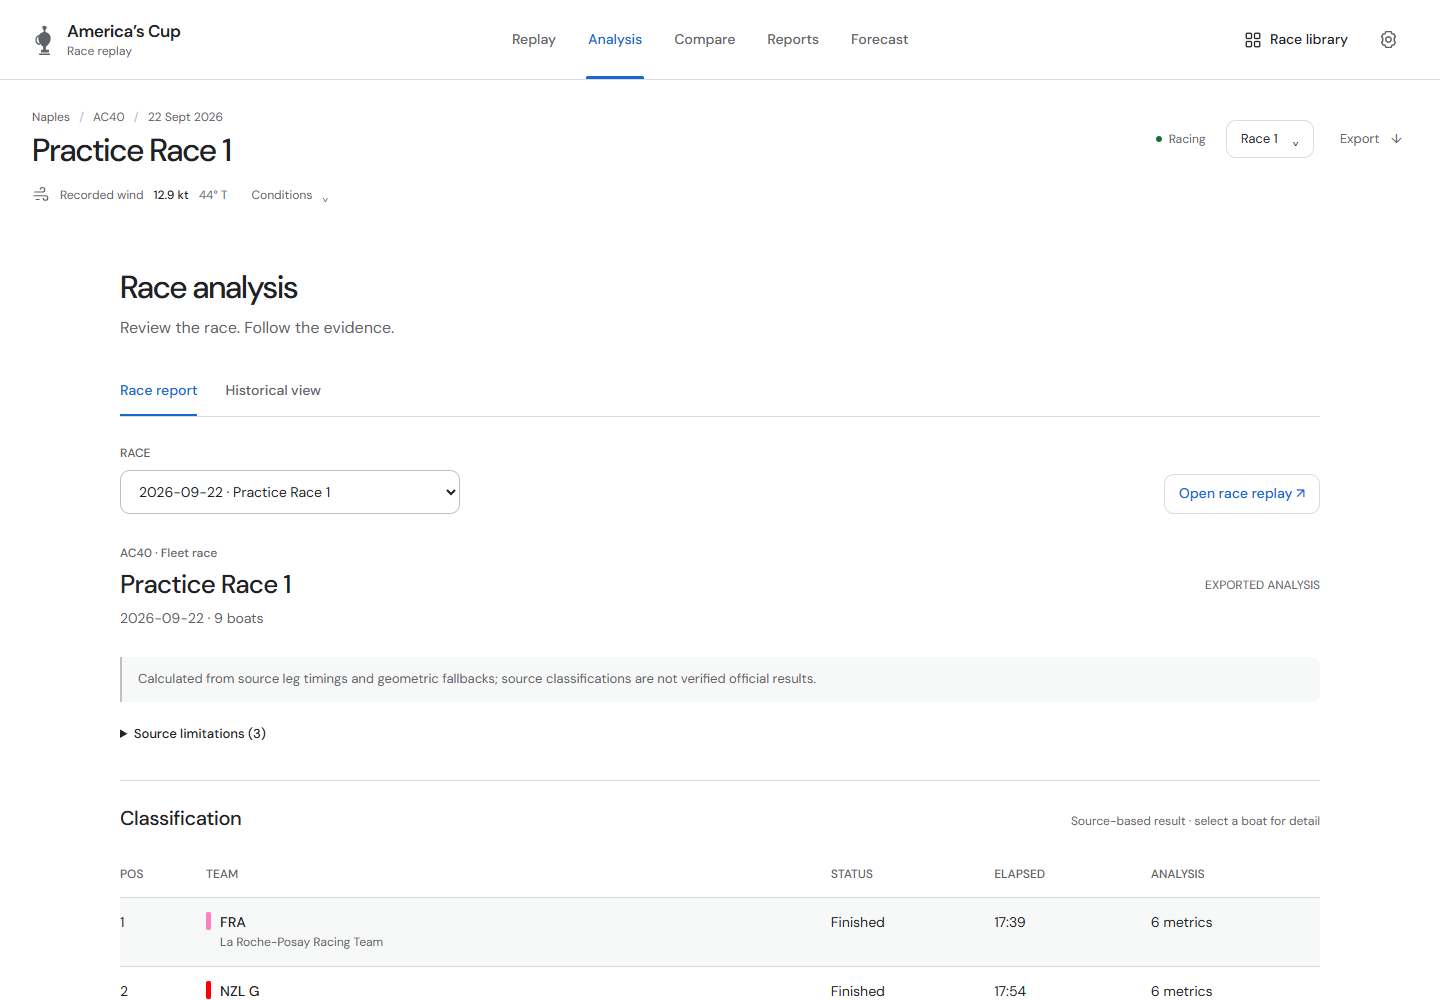 America’s Cup
Race replay
Replay Analysis Compare Reports Forecast
Race library
Naples / AC40 / 22 Sept 2026
Practice Race 1
Racing
Race 1
Export ↓
Recorded wind 12.9 kt 44° T Conditions
Race analysis
Review the race. Follow the evidence.
Race report Historical view
RACE
2026-09-22 · Practice Race 1
Open race replay ↗
AC40 · Fleet race
Practice Race 1
EXPORTED ANALYSIS
2026-09-22 · 9 boats
Calculated from source leg timings and geometric fallbacks; source classifications are not verified official results.
Source limitations (3)
Classification
Source-based result · select a boat for detail
POS TEAM STATUS ELAPSED ANALYSIS
1 FRA Finished 17:39 6 metrics
La Roche-Posay Racing Team
2 NZL G Finished 17:54 6 metrics